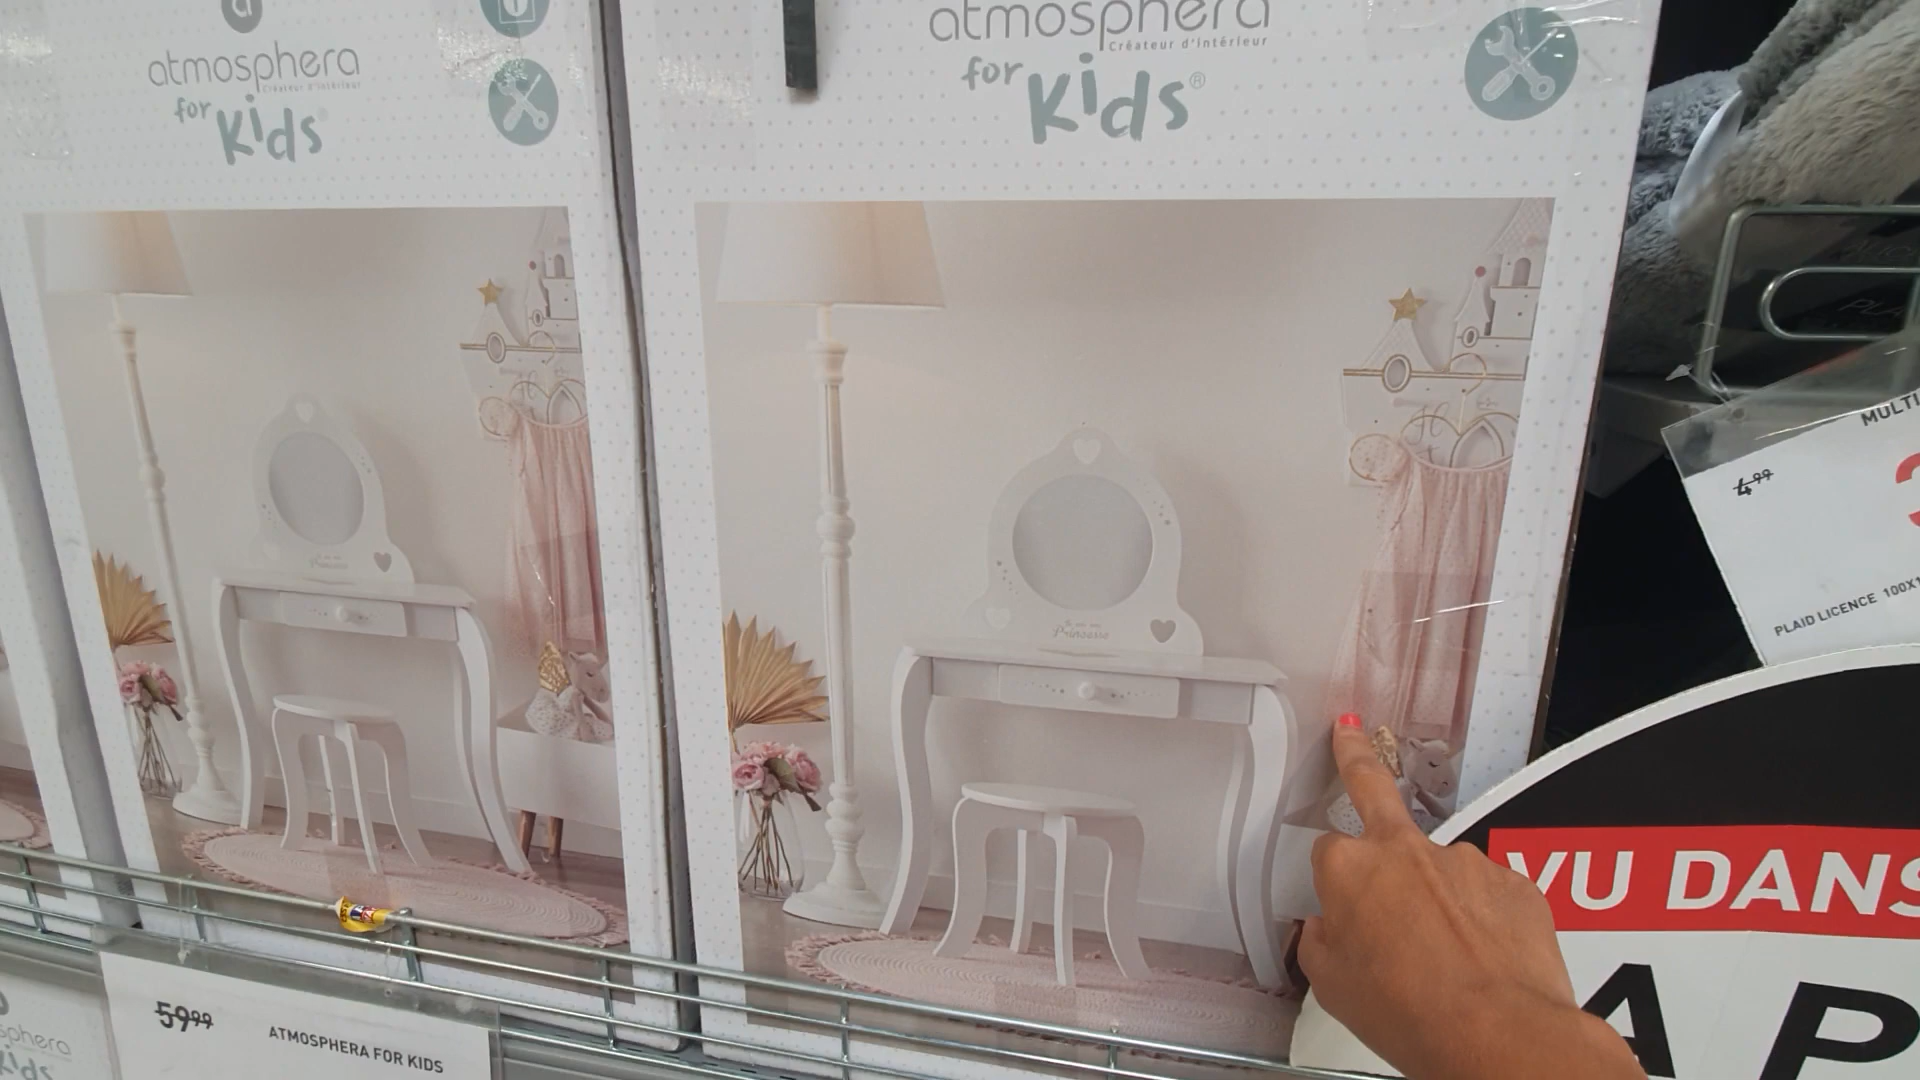 atmosphera
Créateur d'intérieur
for Kids
atmosphera
Créateur d'intérieur
for Kids®
Princesse
Princesse
MULTI
4.99
PLAID LICENCE 100X1
VU DANS
A P
59.99
ATMOSPHERA FOR KIDS
sphera
kids